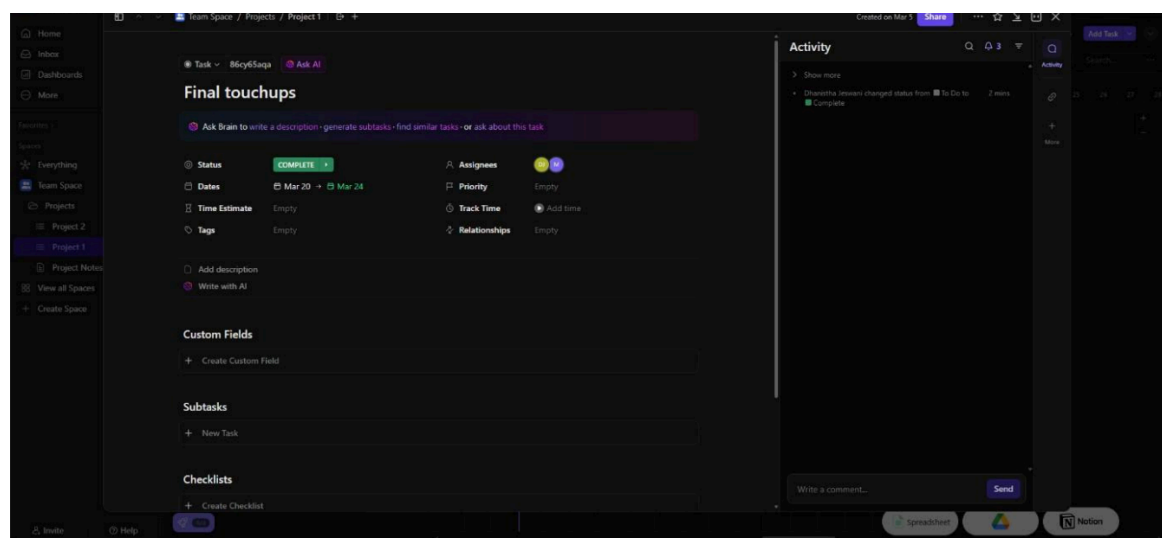 Team Space / Projects / Project 1
Created on Mar 5
Share
Add Task
Home
Inbox
Dashboards
More
Favorites
Spaces
Everything
Team Space
Projects
Project 2
Project 1
Project Notes
View all Spaces
Create Space
Invite
Help
Task
86cy65aqa
Ask AI
Final touchups
Ask Brain to write a description · generate subtasks · find similar tasks · or ask about this task
Status COMPLETE
Assignees
Dates Mar 20 → Mar 24
Priority Empty
Time Estimate Empty
Track Time Add time
Tags Empty
Relationships Empty
Add description
Write with AI
Custom Fields
+ Create Custom Field
Subtasks
+ New Task
Checklists
+ Create Checklist
Activity
3
Show more
Dhanishta Jeswani changed status from To Do to 2 mins
Complete
Write a comment...
Send
Activity
More
Search...
Spreadsheet
Notion